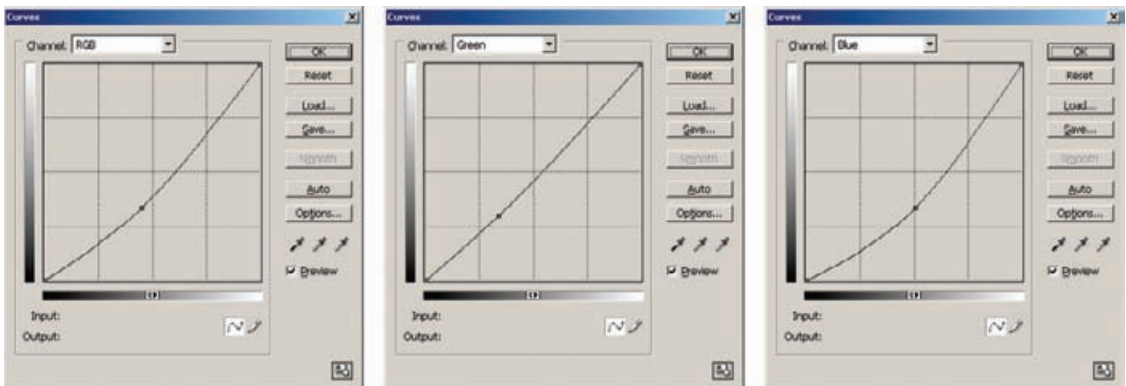 Curves
Channel: RGB
OK
Reset
Load...
Save...
Smooth
Auto
Options...
Preview
Input:
Output:
Curves
Channel: Green
OK
Reset
Load...
Save...
Smooth
Auto
Options...
Preview
Input:
Output:
Curves
Channel: Blue
OK
Reset
Load...
Save...
Smooth
Auto
Options...
Preview
Input:
Output: